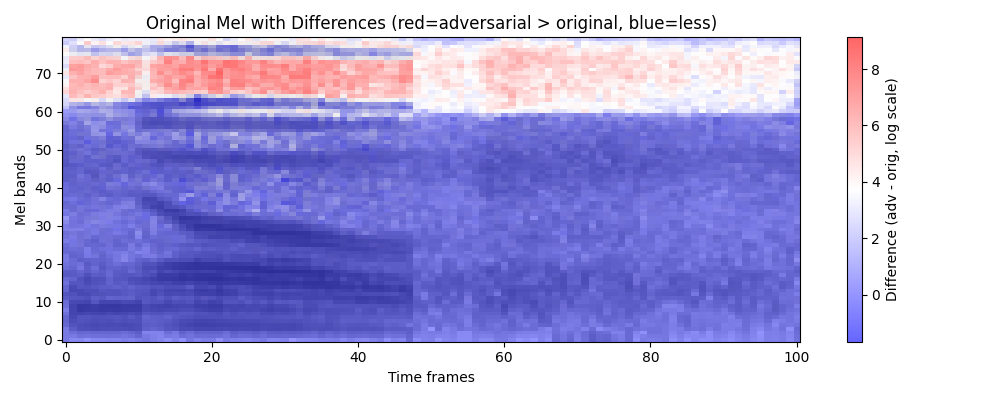 Original Mel with Differences (red=adversarial > original, blue=less)
Mel bands
70
60
50
40
30
20
10
0
0 20 40 60 80 100
Time frames
8
6
4
2
0
Difference (adv - orig, log scale)